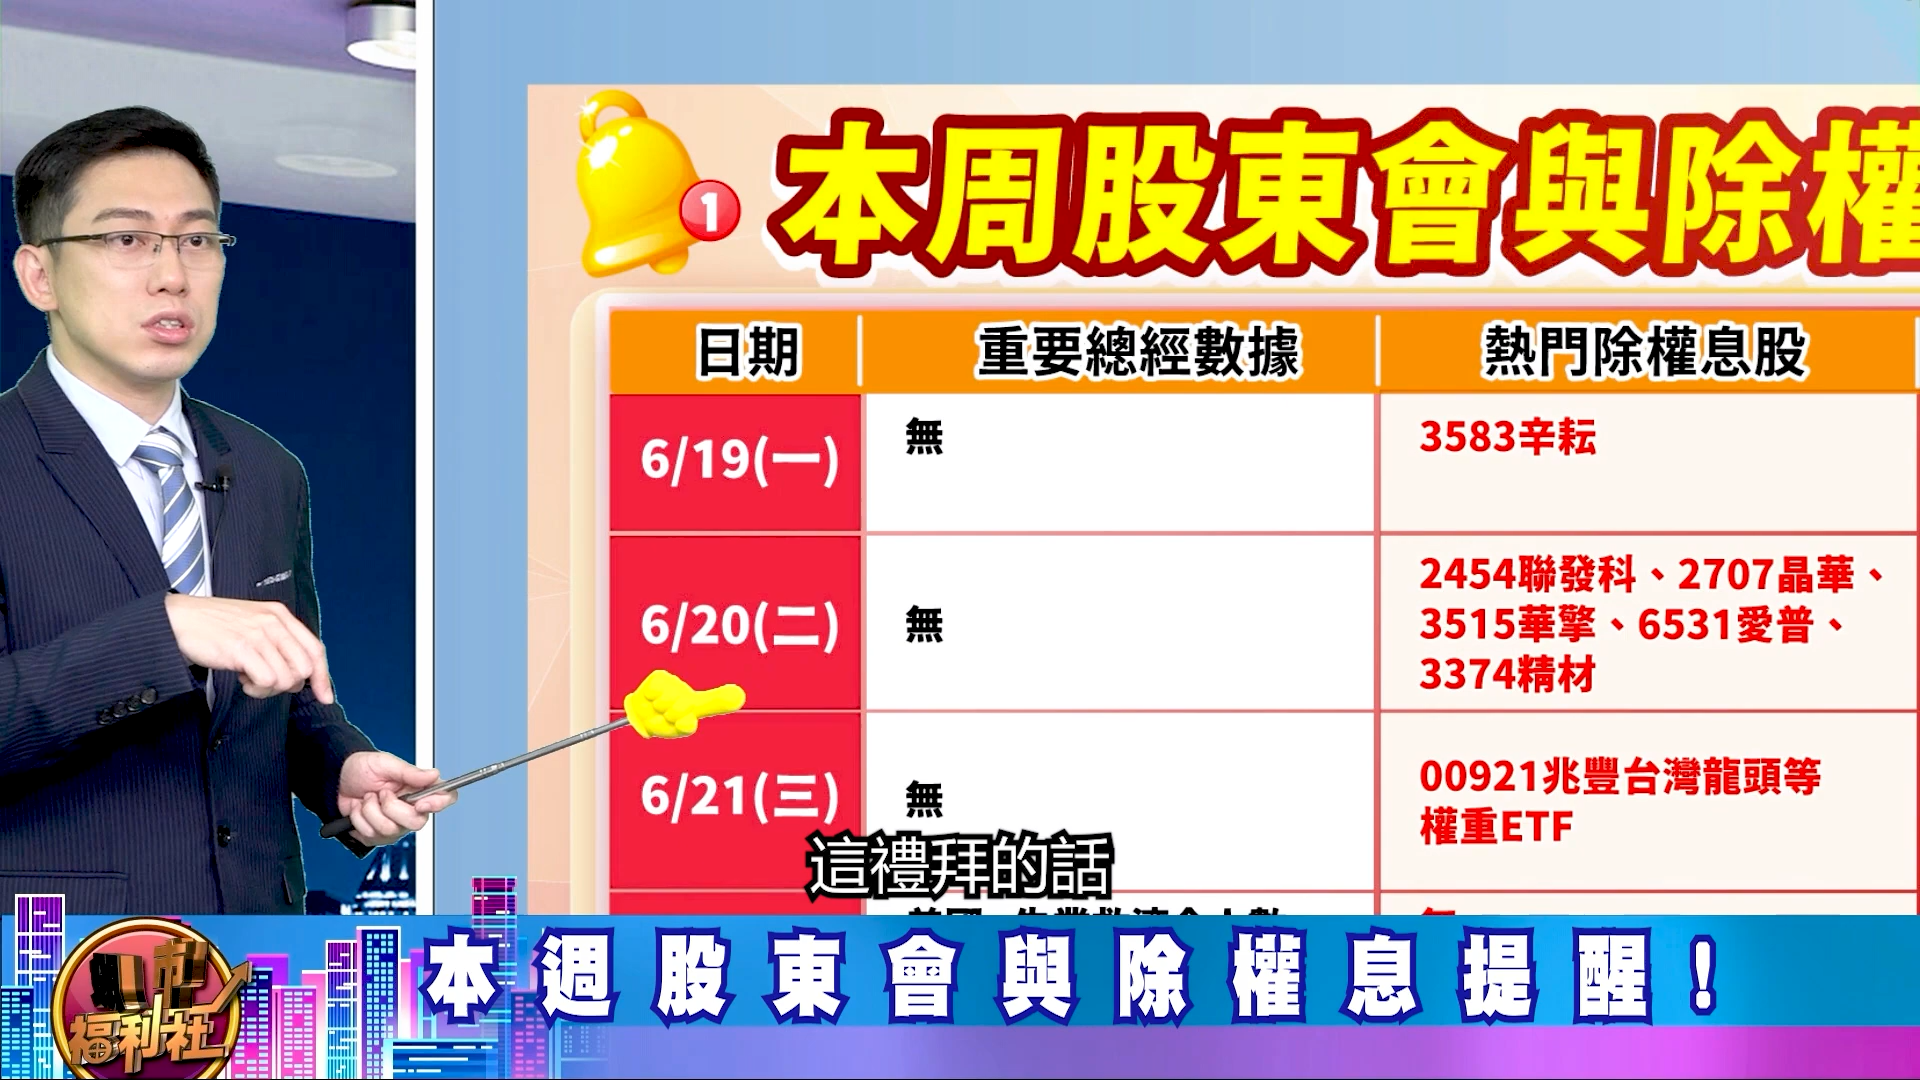 1
本周股東會與除權
日期 重要總經數據 熱門除權息股
6/19(一) 無 3583辛耘
6/20(二) 無 2454聯發科、2707晶華、
3515華擎、6531愛普、
3374精材
6/21(三) 無 00921兆豐台灣龍頭等
權重ETF
這禮拜的話
本週股東會與除權息提醒!
股市
福利社